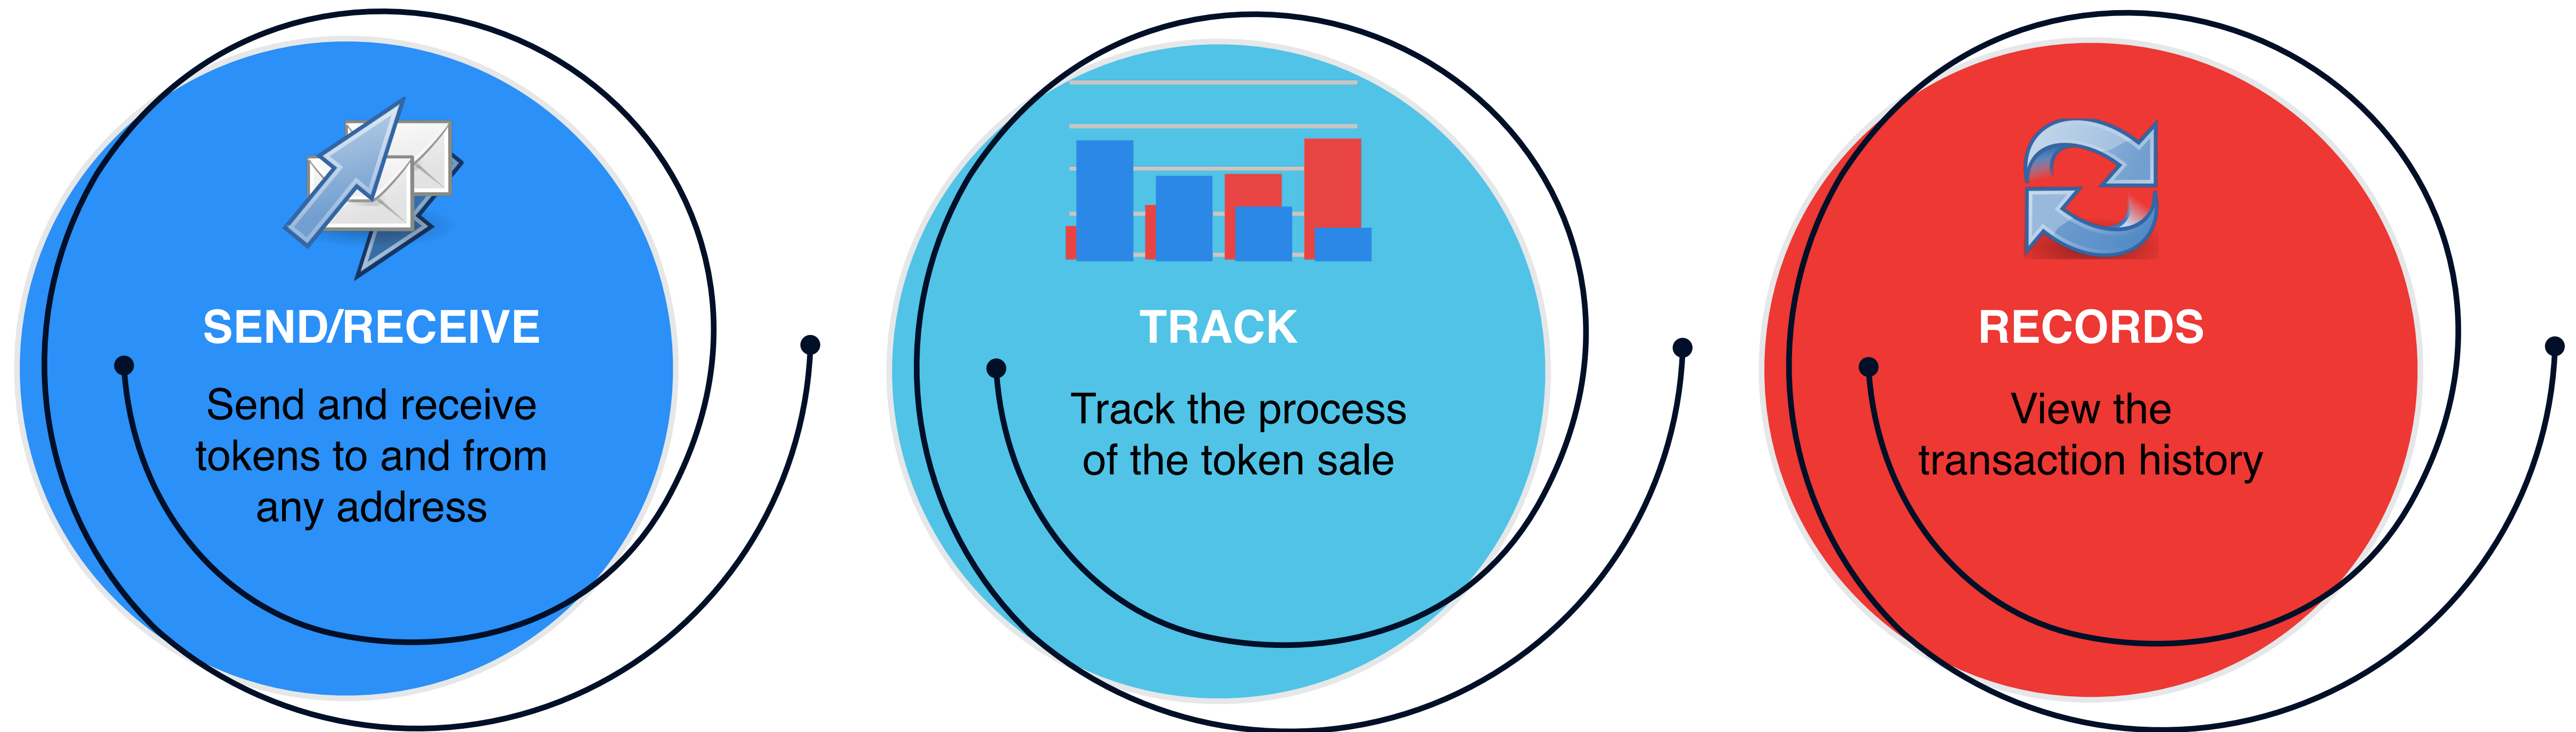 SEND/RECEIVE
Send and receive
tokens to and from
any address
TRACK
Track the process
of the token sale
RECORDS
View the
transaction history